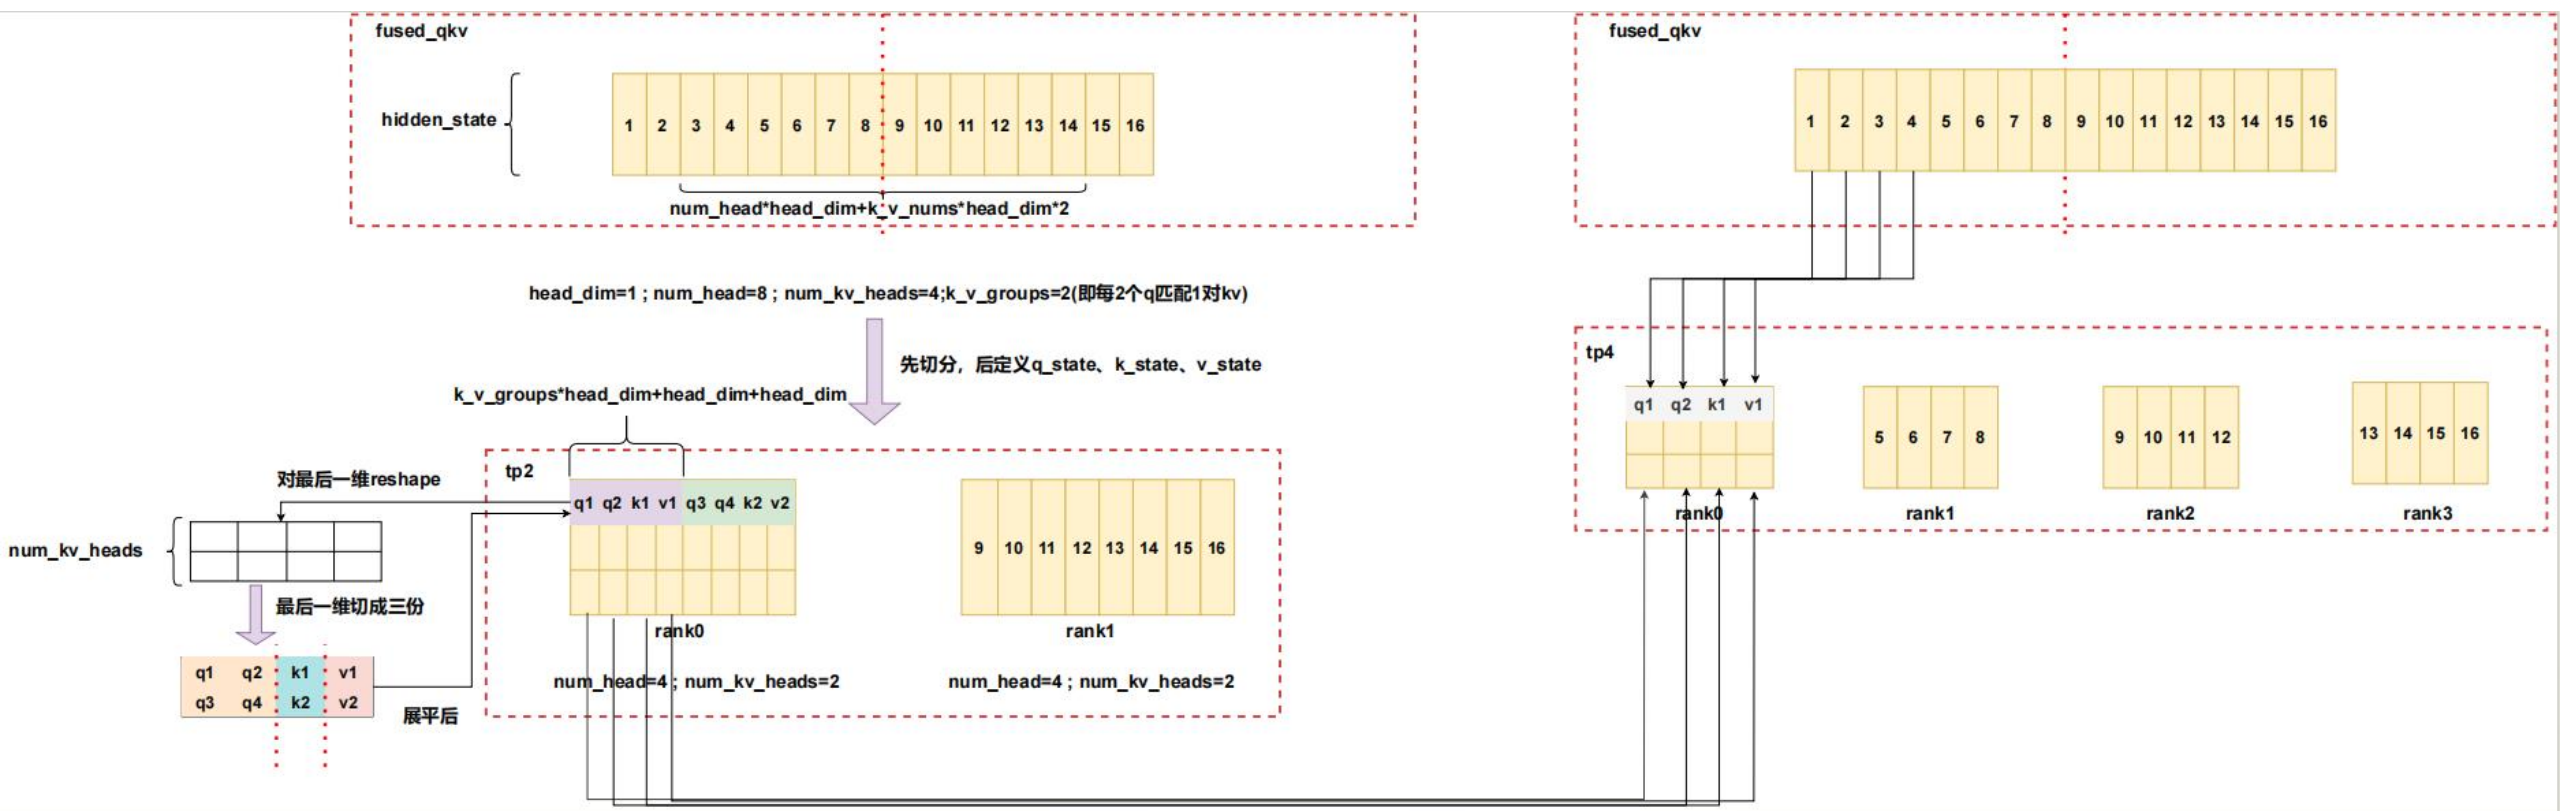 fused_qkv
hidden_state
1 2 3 4 5 6 7 8 9 10 11 12 13 14 15 16
num_head*head_dim+k_v_nums*head_dim*2
head_dim=1 ; num_head=8 ; num_kv_heads=4;k_v_groups=2(即每2个q匹配1对kv)
先切分，后定义q_state、k_state、v_state
k_v_groups*head_dim+head_dim+head_dim
tp2
对最后一维reshape
q1 q2 k1 v1 q3 q4 k2 v2
num_kv_heads
9 10 11 12 13 14 15 16
最后一维切成三份
rank0
rank1
q1 q2 k1 v1
q3 q4 k2 v2
num_head=4 ; num_kv_heads=2
num_head=4 ; num_kv_heads=2
展平后
fused_qkv
1 2 3 4 5 6 7 8 9 10 11 12 13 14 15 16
tp4
q1 q2 k1 v1
5 6 7 8
9 10 11 12
13 14 15 16
rank0
rank1
rank2
rank3